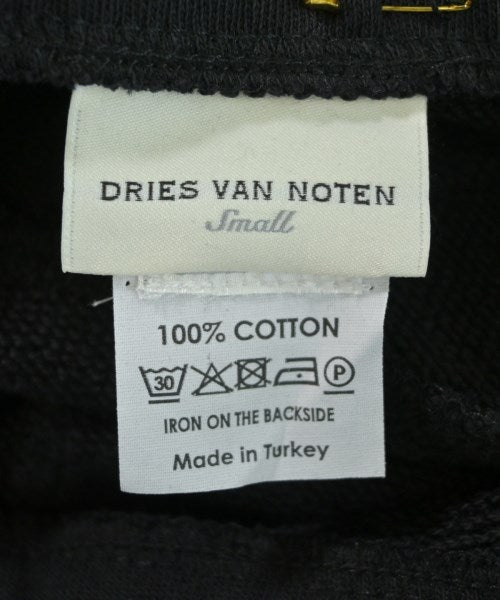 DRIES VAN NOTEN
Small
100% COTTON
30 P
IRON ON THE BACKSIDE
Made in Turkey